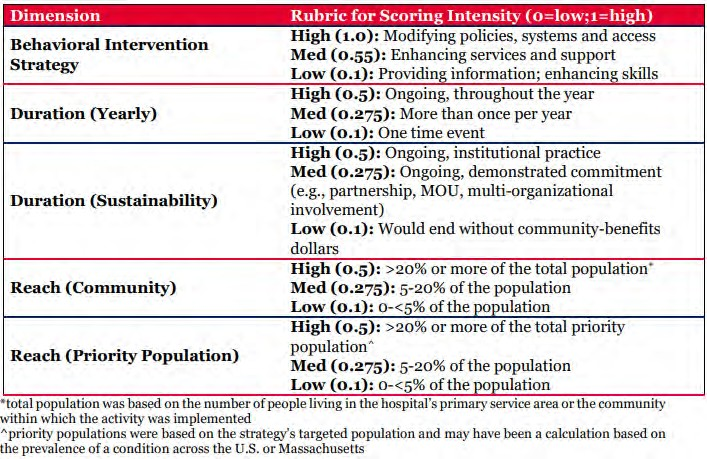 Dimension
Rubric for Scoring Intensity (0=low;1=high)
Behavioral Intervention
Strategy
High (1.0): Modifying policies, systems and access
Med (0.55): Enhancing services and support
Low (0.1): Providing information; enhancing skills
Duration (Yearly)
High (0.5): Ongoing, throughout the year
Med (0.275): More than once per year
Low (0.1): One time event
Duration (Sustainability)
High (0.5): Ongoing, institutional practice
Med (0.275): Ongoing, demonstrated commitment
(e.g., partnership, MOU, multi-organizational
involvement)
Low (0.1): Would end without community-benefits
dollars
Reach (Community)
High (0.5): >20% or more of the total population*
Med (0.275): 5-20% of the population
Low (0.1): 0-<5% of the population
Reach (Priority Population)
High (0.5): >20% or more of the total priority
population^
Med (0.275): 5-20% of the population
Low (0.1): 0-<5% of the population
*total population was based on the number of people living in the hospital's primary service area or the community
within which the activity was implemented
^priority populations were based on the strategy's targeted population and may have been a calculation based on
the prevalence of a condition across the U.S. or Massachusetts